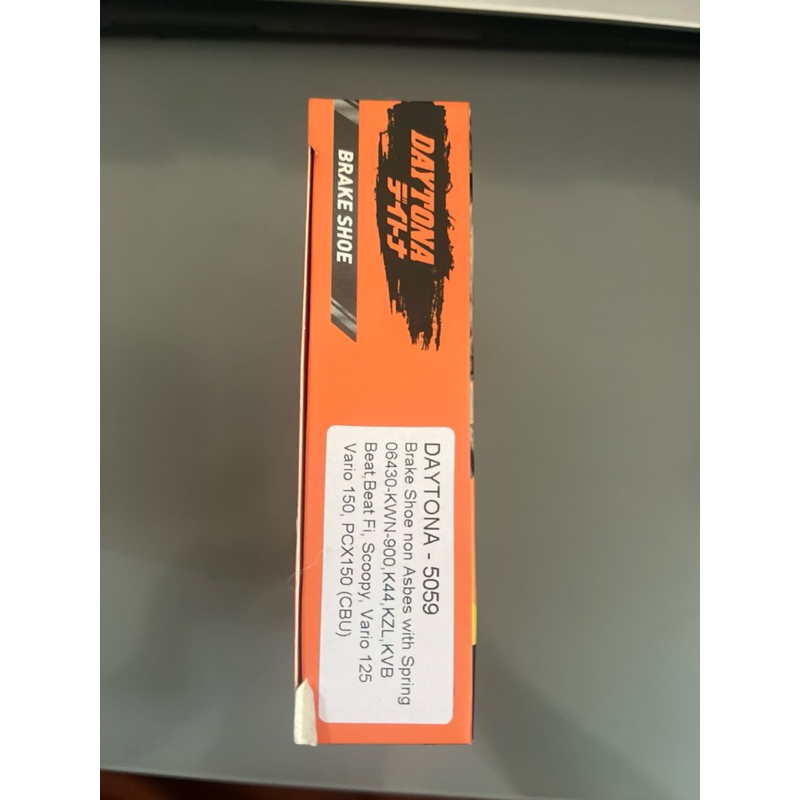 DAYTONA
デイトナ
BRAKE SHOE
DAYTONA - 5059
Brake Shoe non Asbes with Spring
06430-KWN-900,K44,KZL,KVB
Beat,Beat Fi, Scoopy, Vario 125
Vario 150, PCX150 (CBU)